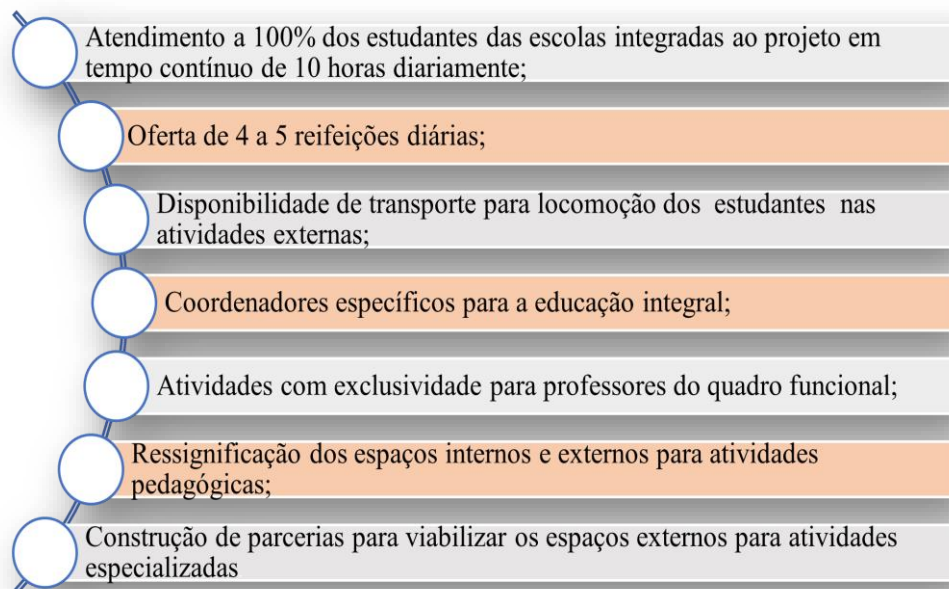 Atendimento a 100% dos estudantes das escolas integradas ao projeto em
tempo contínuo de 10 horas diariamente;
Oferta de 4 a 5 reifeições diárias;
Disponibilidade de transporte para locomoção dos estudantes nas
atividades externas;
Coordenadores específicos para a educação integral;
Atividades com exclusividade para professores do quadro funcional;
Ressignificação dos espaços internos e externos para atividades
pedagógicas;
Construção de parcerias para viabilizar os espaços externos para atividades
especializadas